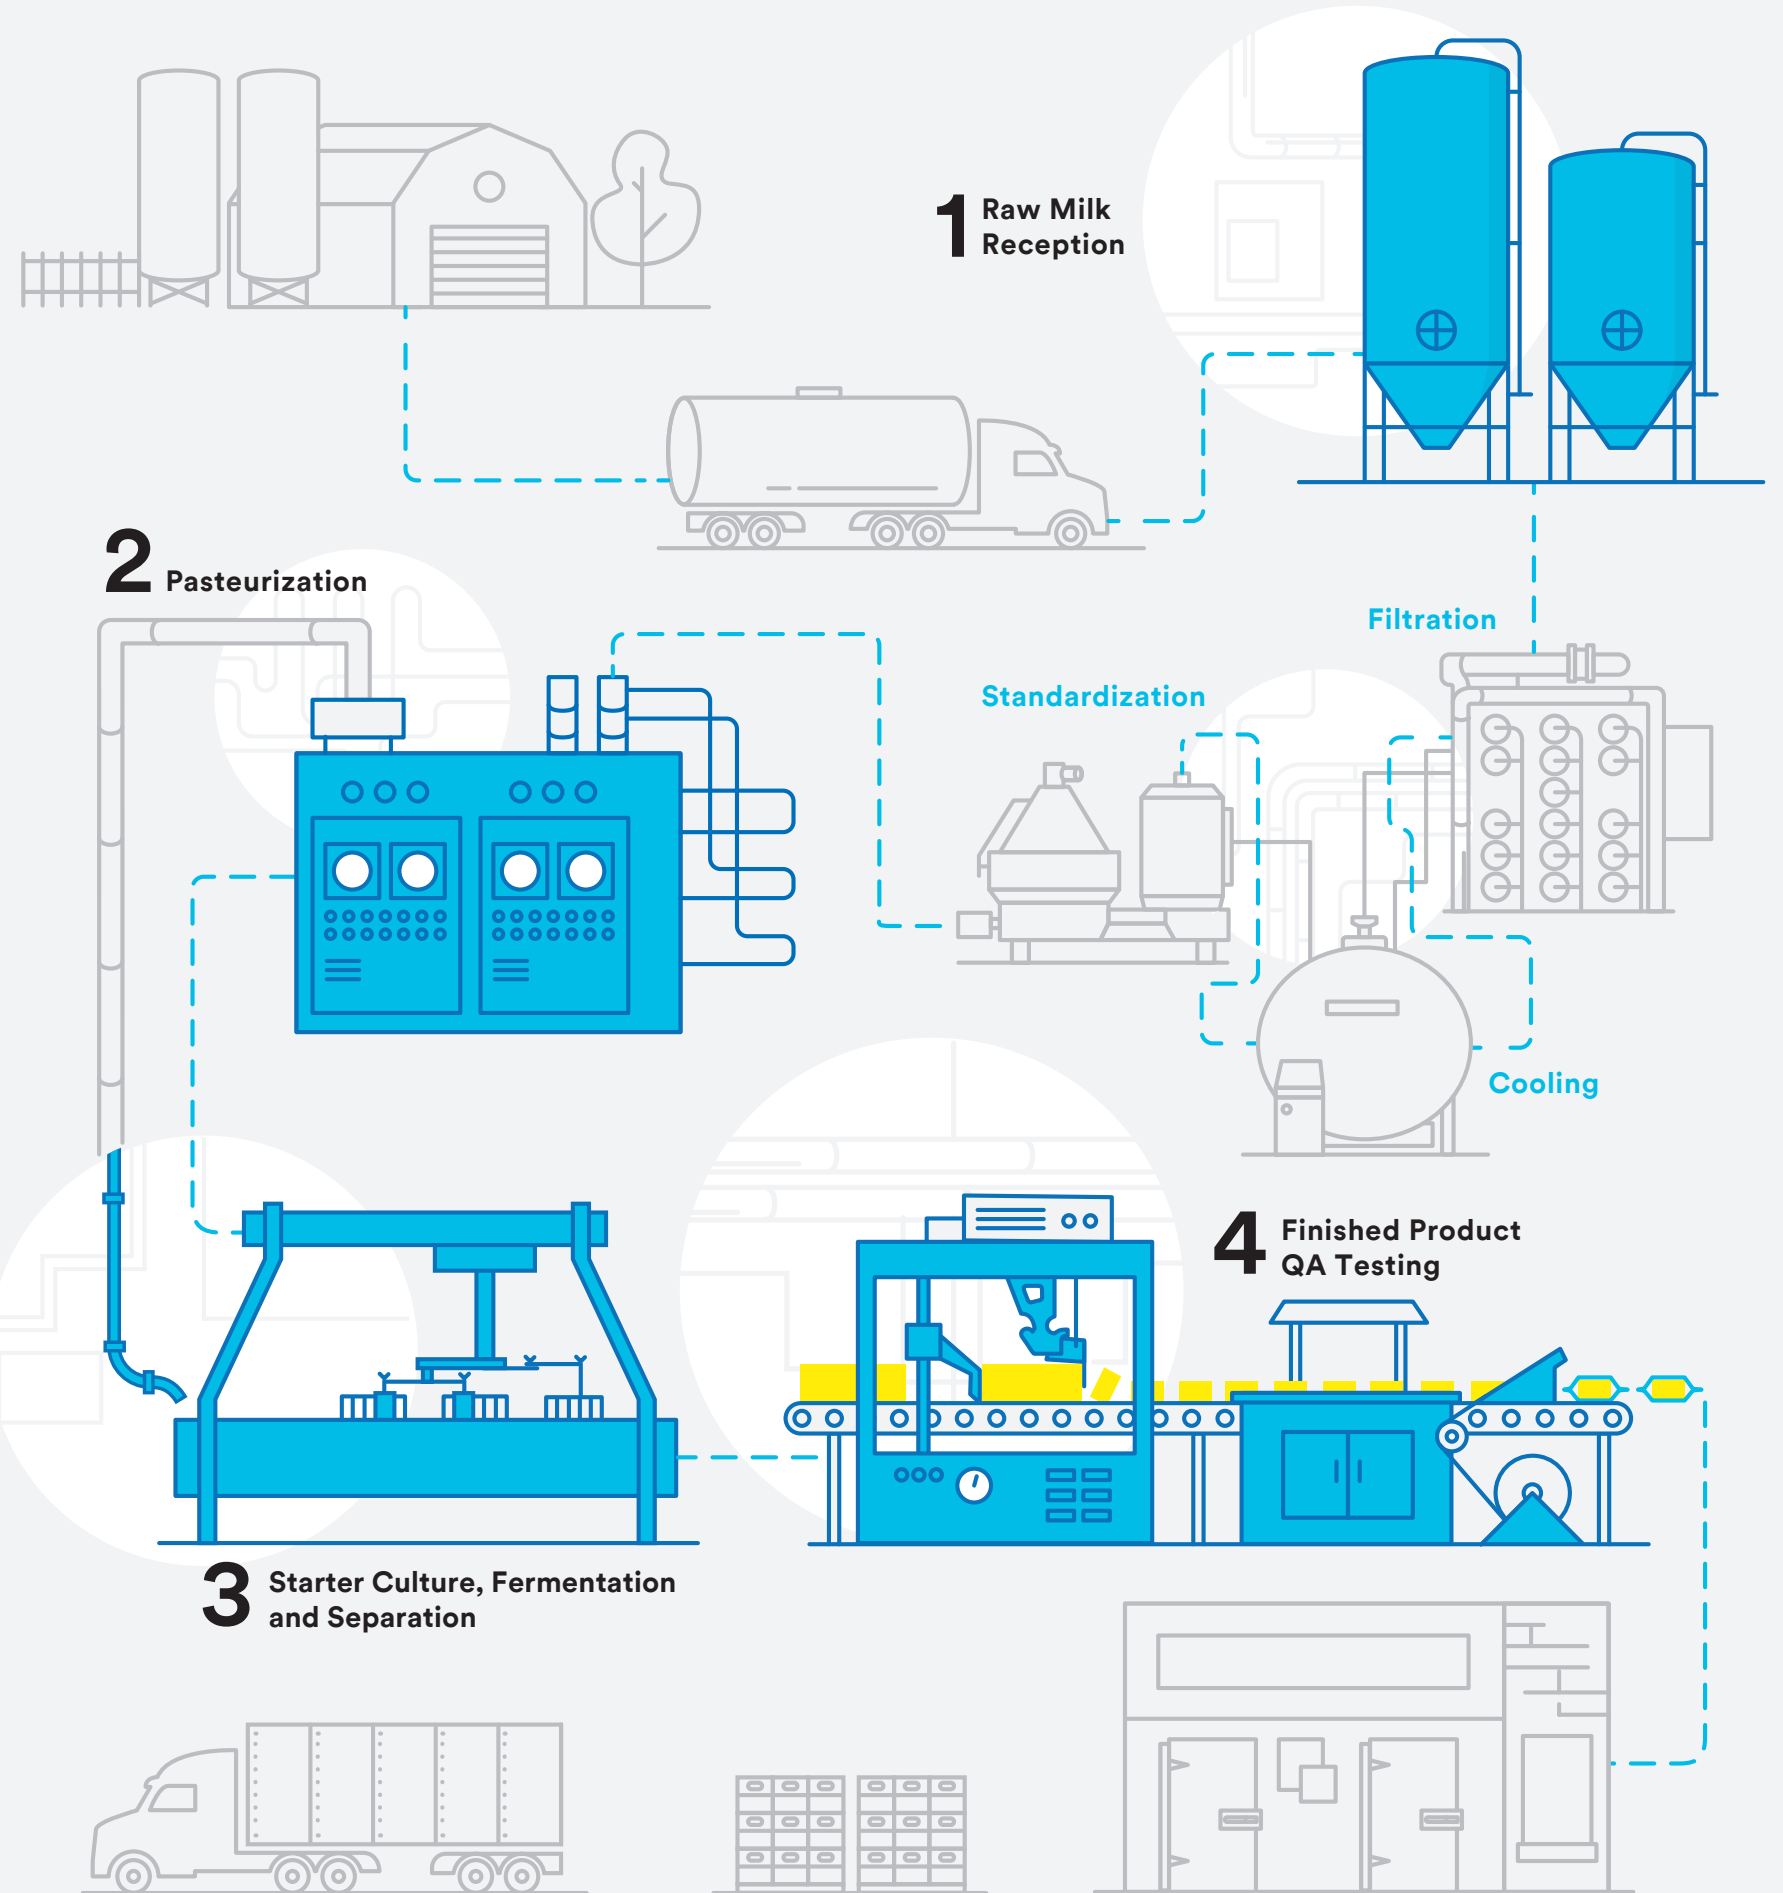 1 Raw Milk
Reception
2 Pasteurization
Filtration
Standardization
Cooling
4 Finished Product
QA Testing
3 Starter Culture, Fermentation
and Separation